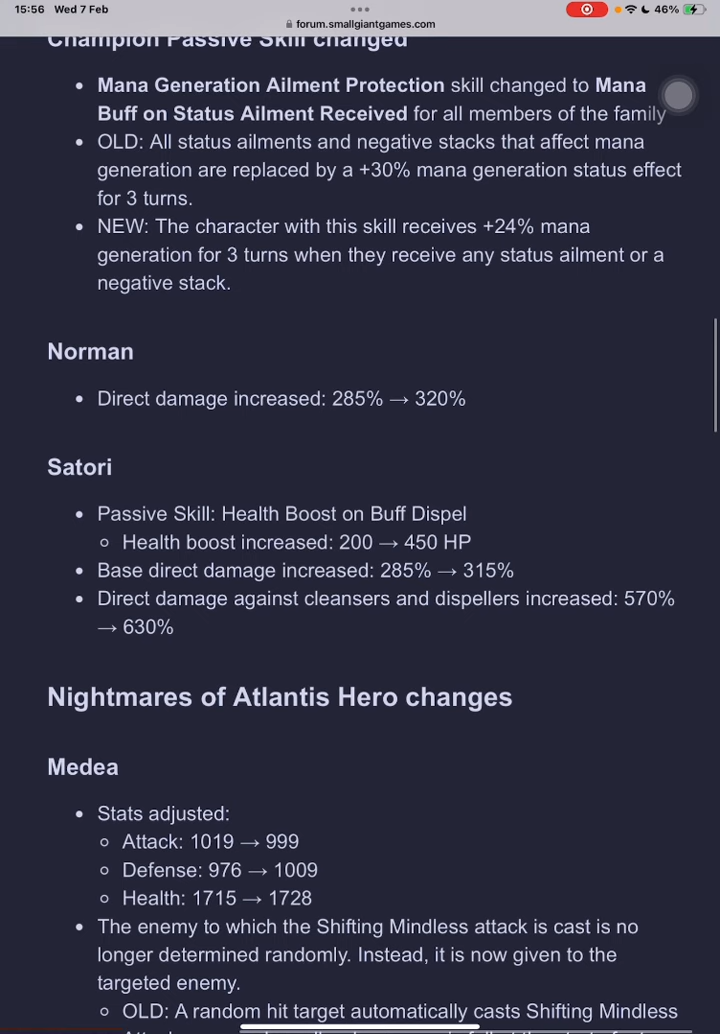 15:56 Wed 7 Feb
46%
forum.smallgiantgames.com
Champion Passive Skill changed
Mana Generation Ailment Protection skill changed to Mana
Buff on Status Ailment Received for all members of the family
OLD: All status ailments and negative stacks that affect mana
generation are replaced by a +30% mana generation status effect
for 3 turns.
NEW: The character with this skill receives +24% mana
generation for 3 turns when they receive any status ailment or a
negative stack.
Norman
Direct damage increased: 285% → 320%
Satori
Passive Skill: Health Boost on Buff Dispel
Health boost increased: 200 → 450 HP
Base direct damage increased: 285% → 315%
Direct damage against cleansers and dispellers increased: 570%
→ 630%
Nightmares of Atlantis Hero changes
Medea
Stats adjusted:
Attack: 1019 → 999
Defense: 976 → 1009
Health: 1715 → 1728
The enemy to which the Shifting Mindless attack is cast is no
longer determined randomly. Instead, it is now given to the
targeted enemy.
OLD: A random hit target automatically casts Shifting Mindless